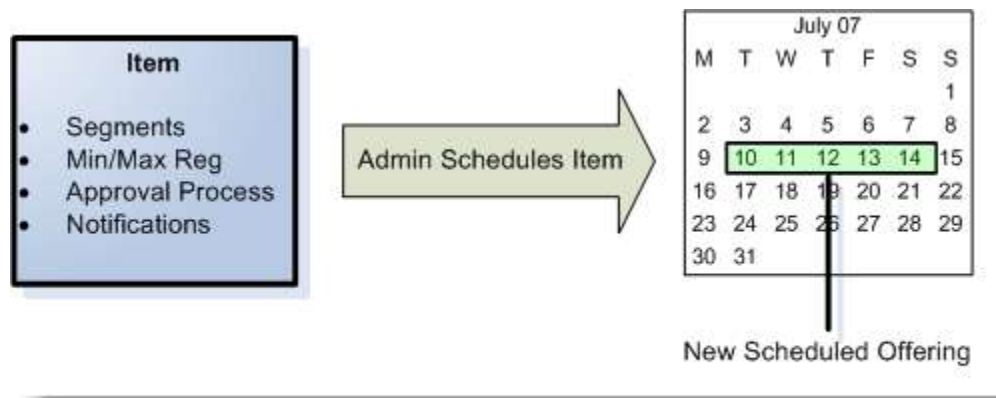 Item
• Segments
• Min/Max Reg
• Approval Process
• Notifications
Admin Schedules Item
July 07
M T W T F S S
1
2 3 4 5 6 7 8
9 10 11 12 13 14 15
16 17 18 19 20 21 22
23 24 25 26 27 28 29
30 31
New Scheduled Offering